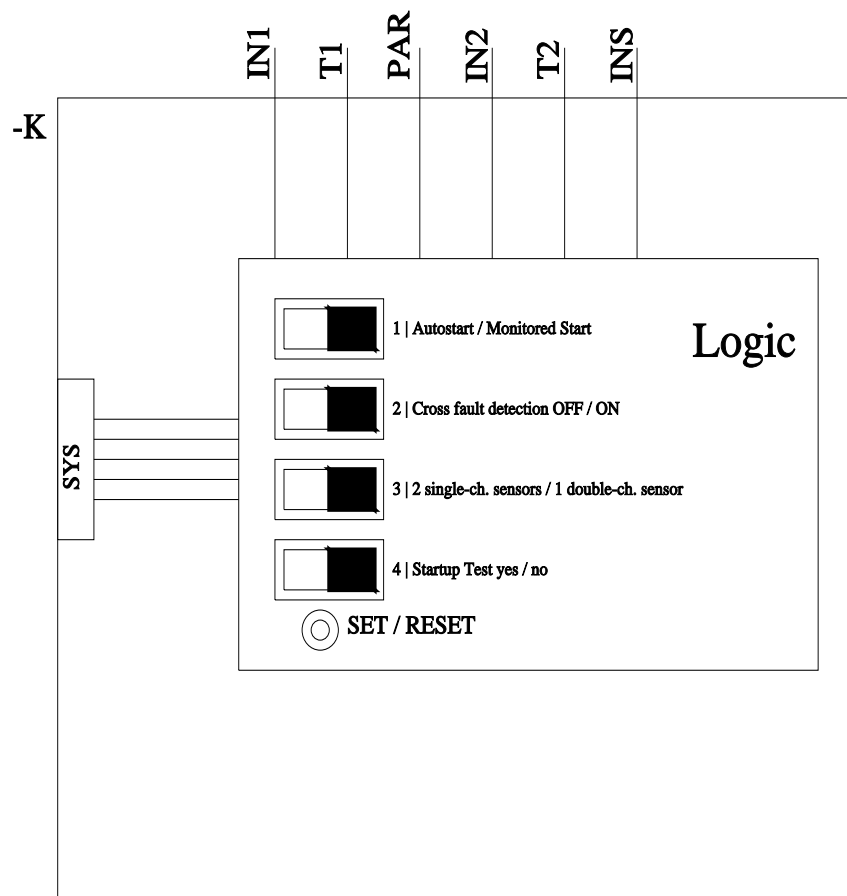 IN1
T1
PAR
IN2
T2
INS
-K
1 | Autostart / Monitored Start
Logic
2 | Cross fault detection OFF / ON
SYS
3 | 2 single-ch. sensors / 1 double-ch. sensor
4 | Startup Test yes / no
SET / RESET